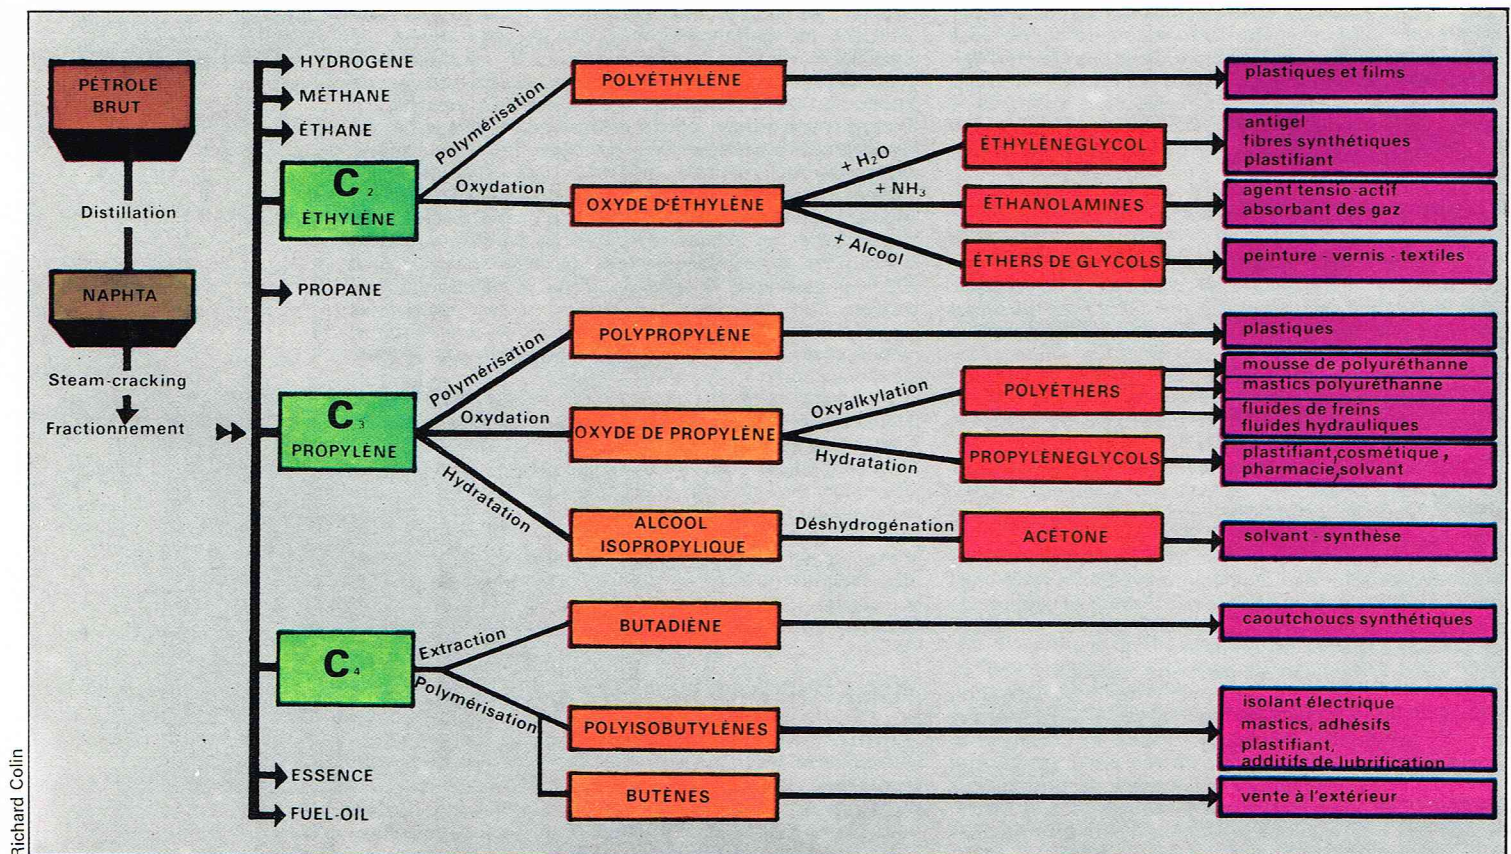 PÉTROLE
BRUT
Distillation
NAPHTA
Steam-cracking
Fractionnement
HYDROGÈNE
MÉTHANE
ÉTHANE
C 2
ÉTHYLÈNE
PROPANE
C 3
PROPYLÈNE
C 4
ESSENCE
FUEL-OIL
Polymérisation
POLYÉTHYLÈNE
plastiques et films
Oxydation
OXYDE D'ÉTHYLÈNE
+ H₂O
ÉTHYLÈNEGLYCOL
antigel
fibres synthétiques
plastifiant
+ NH₃
ÉTHANOLAMINES
agent tensio-actif
absorbant des gaz
+ Alcool
ÉTHERS DE GLYCOLS
peinture - vernis - textiles
Polymérisation
POLYPROPYLÈNE
plastiques
Oxydation
OXYDE DE PROPYLÈNE
Oxyalkylation
POLYÉTHERS
mousse de polyuréthanne
mastics polyuréthanne
fluides de freins
fluides hydrauliques
Hydratation
PROPYLÈNEGLYCOLS
plastifiant, cosmétique,
pharmacie, solvant
Hydratation
ALCOOL
ISOPROPYLIQUE
Déshydrogénation
ACÉTONE
solvant - synthèse
Extraction
BUTADIÈNE
caoutchoucs synthétiques
Polymérisation
POLYISOBUTYLÈNES
isolant électrique
mastics, adhésifs
plastifiant,
additifs de lubrification
BUTÈNES
vente à l'extérieur
Richard Colin